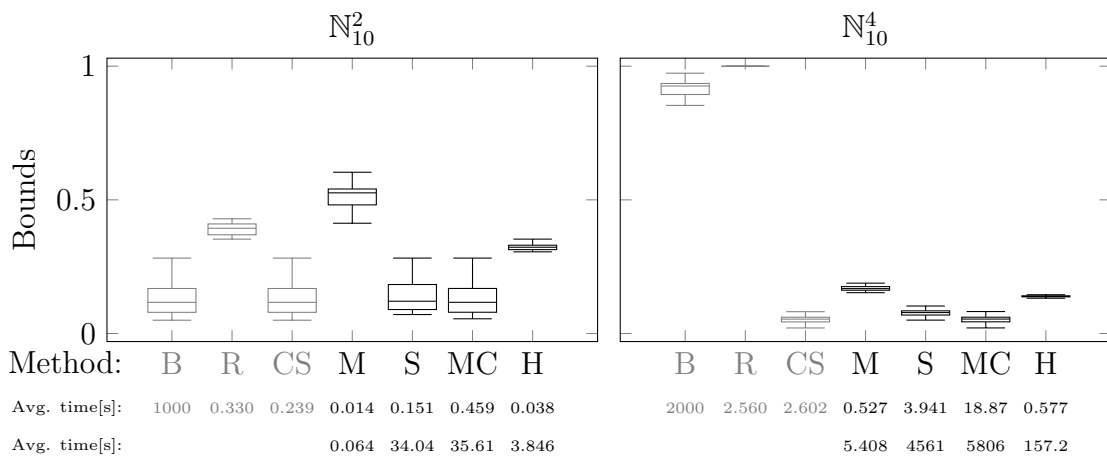 ℕ²₁₀ ℕ⁴₁₀
1
0.5
0
Bounds
Method: B R CS M S MC H B R CS M S MC H
Avg. time[s]: 1000 0.330 0.239 0.014 0.151 0.459 0.038 2000 2.560 2.602 0.527 3.941 18.87 0.577
Avg. time[s]: 0.064 34.04 35.61 3.846 5.408 4561 5806 157.2